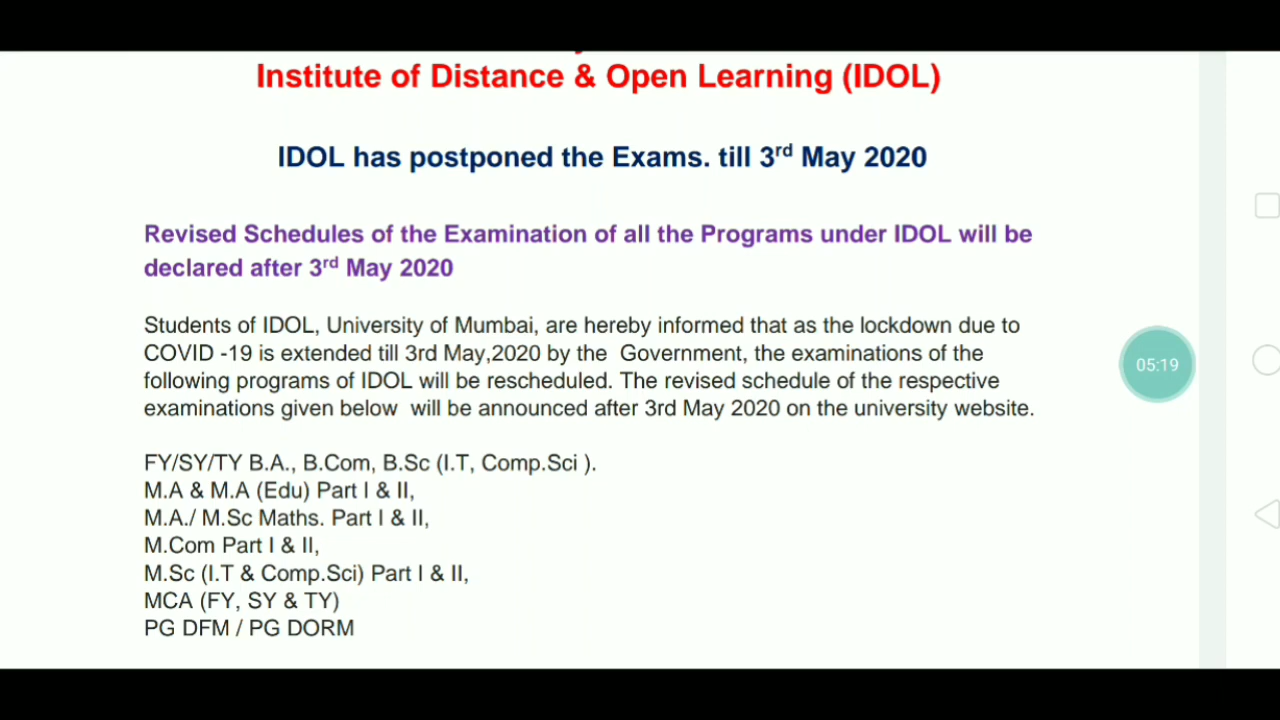 Institute of Distance & Open Learning (IDOL)
IDOL has postponed the Exams. till 3rd May 2020
Revised Schedules of the Examination of all the Programs under IDOL will be
declared after 3rd May 2020
Students of IDOL, University of Mumbai, are hereby informed that as the lockdown due to
COVID -19 is extended till 3rd May,2020 by the  Government, the examinations of the
following programs of IDOL will be rescheduled. The revised schedule of the respective
examinations given below  will be announced after 3rd May 2020 on the university website.
05:19
FY/SY/TY B.A., B.Com, B.Sc (I.T, Comp.Sci ).
M.A & M.A (Edu) Part I & II,
M.A./ M.Sc Maths. Part I & II,
M.Com Part I & II,
M.Sc (I.T & Comp.Sci) Part I & II,
MCA (FY, SY & TY)
PG DFM / PG DORM